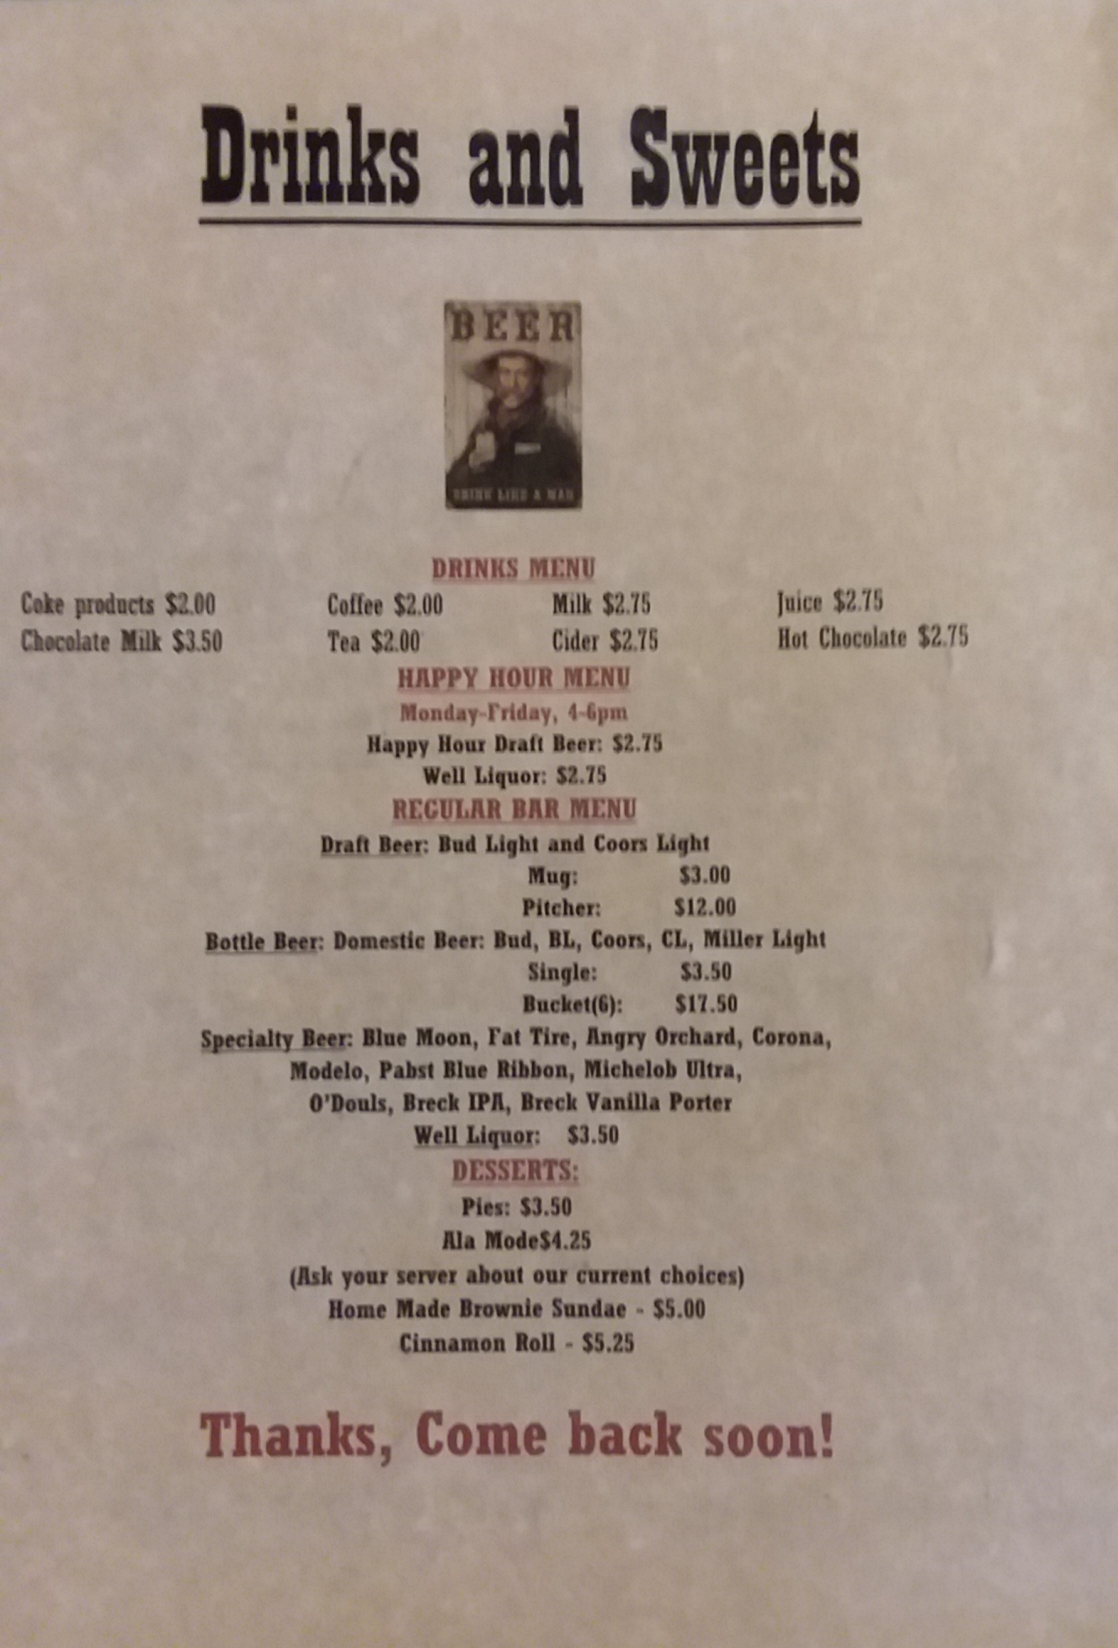 Drinks and Sweets
BEER
DRINK LIKE A MAN
DRINKS MENU
Coke products $2.00 Coffee $2.00 Milk $2.75 Juice $2.75
Chocolate Milk $3.50 Tea $2.00 Cider $2.75 Hot Chocolate $2.75
HAPPY HOUR MENU
Monday-Friday, 4-6pm
Happy Hour Draft Beer: $2.75
Well Liquor: $2.75
REGULAR BAR MENU
Draft Beer: Bud Light and Coors Light
Mug: $3.00
Pitcher: $12.00
Bottle Beer: Domestic Beer: Bud, BL, Coors, CL, Miller Light
Single: $3.50
Bucket(6): $17.50
Specialty Beer: Blue Moon, Fat Tire, Angry Orchard, Corona,
Modelo, Pabst Blue Ribbon, Michelob Ultra,
O'Douls, Breck IPA, Breck Vanilla Porter
Well Liquor: $3.50
DESSERTS:
Pies: $3.50
Ala Mode$4.25
(Ask your server about our current choices)
Home Made Brownie Sundae - $5.00
Cinnamon Roll - $5.25
Thanks, Come back soon!